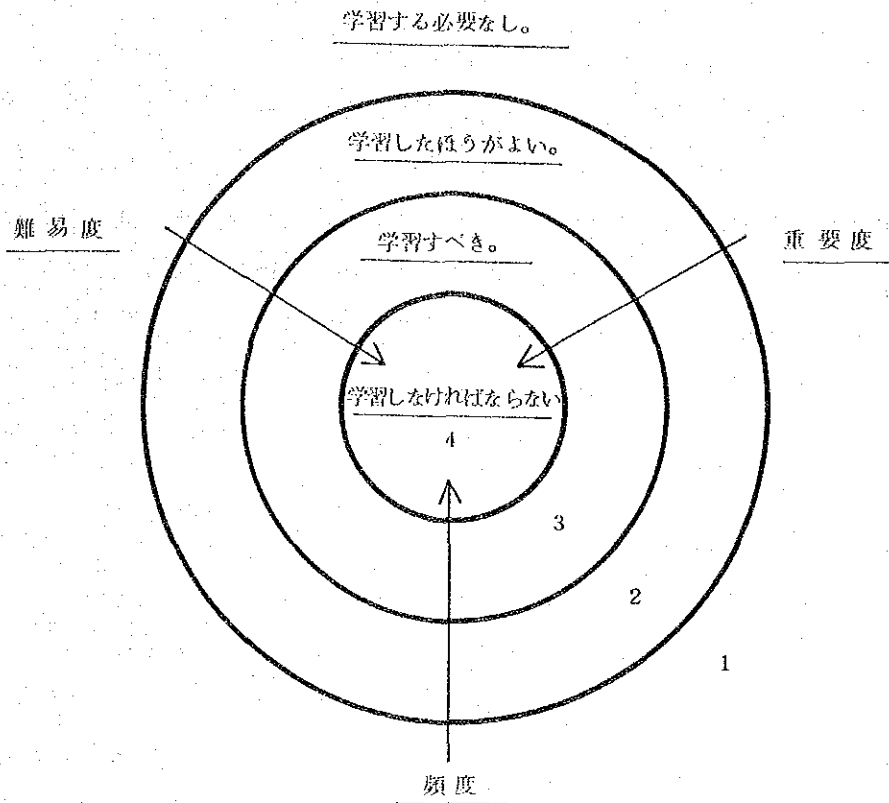 学習する必要なし。
学習したほうがよい。
難易度
学習すべき。
重要度
学習しなければならない
4
3
2
1
頻度